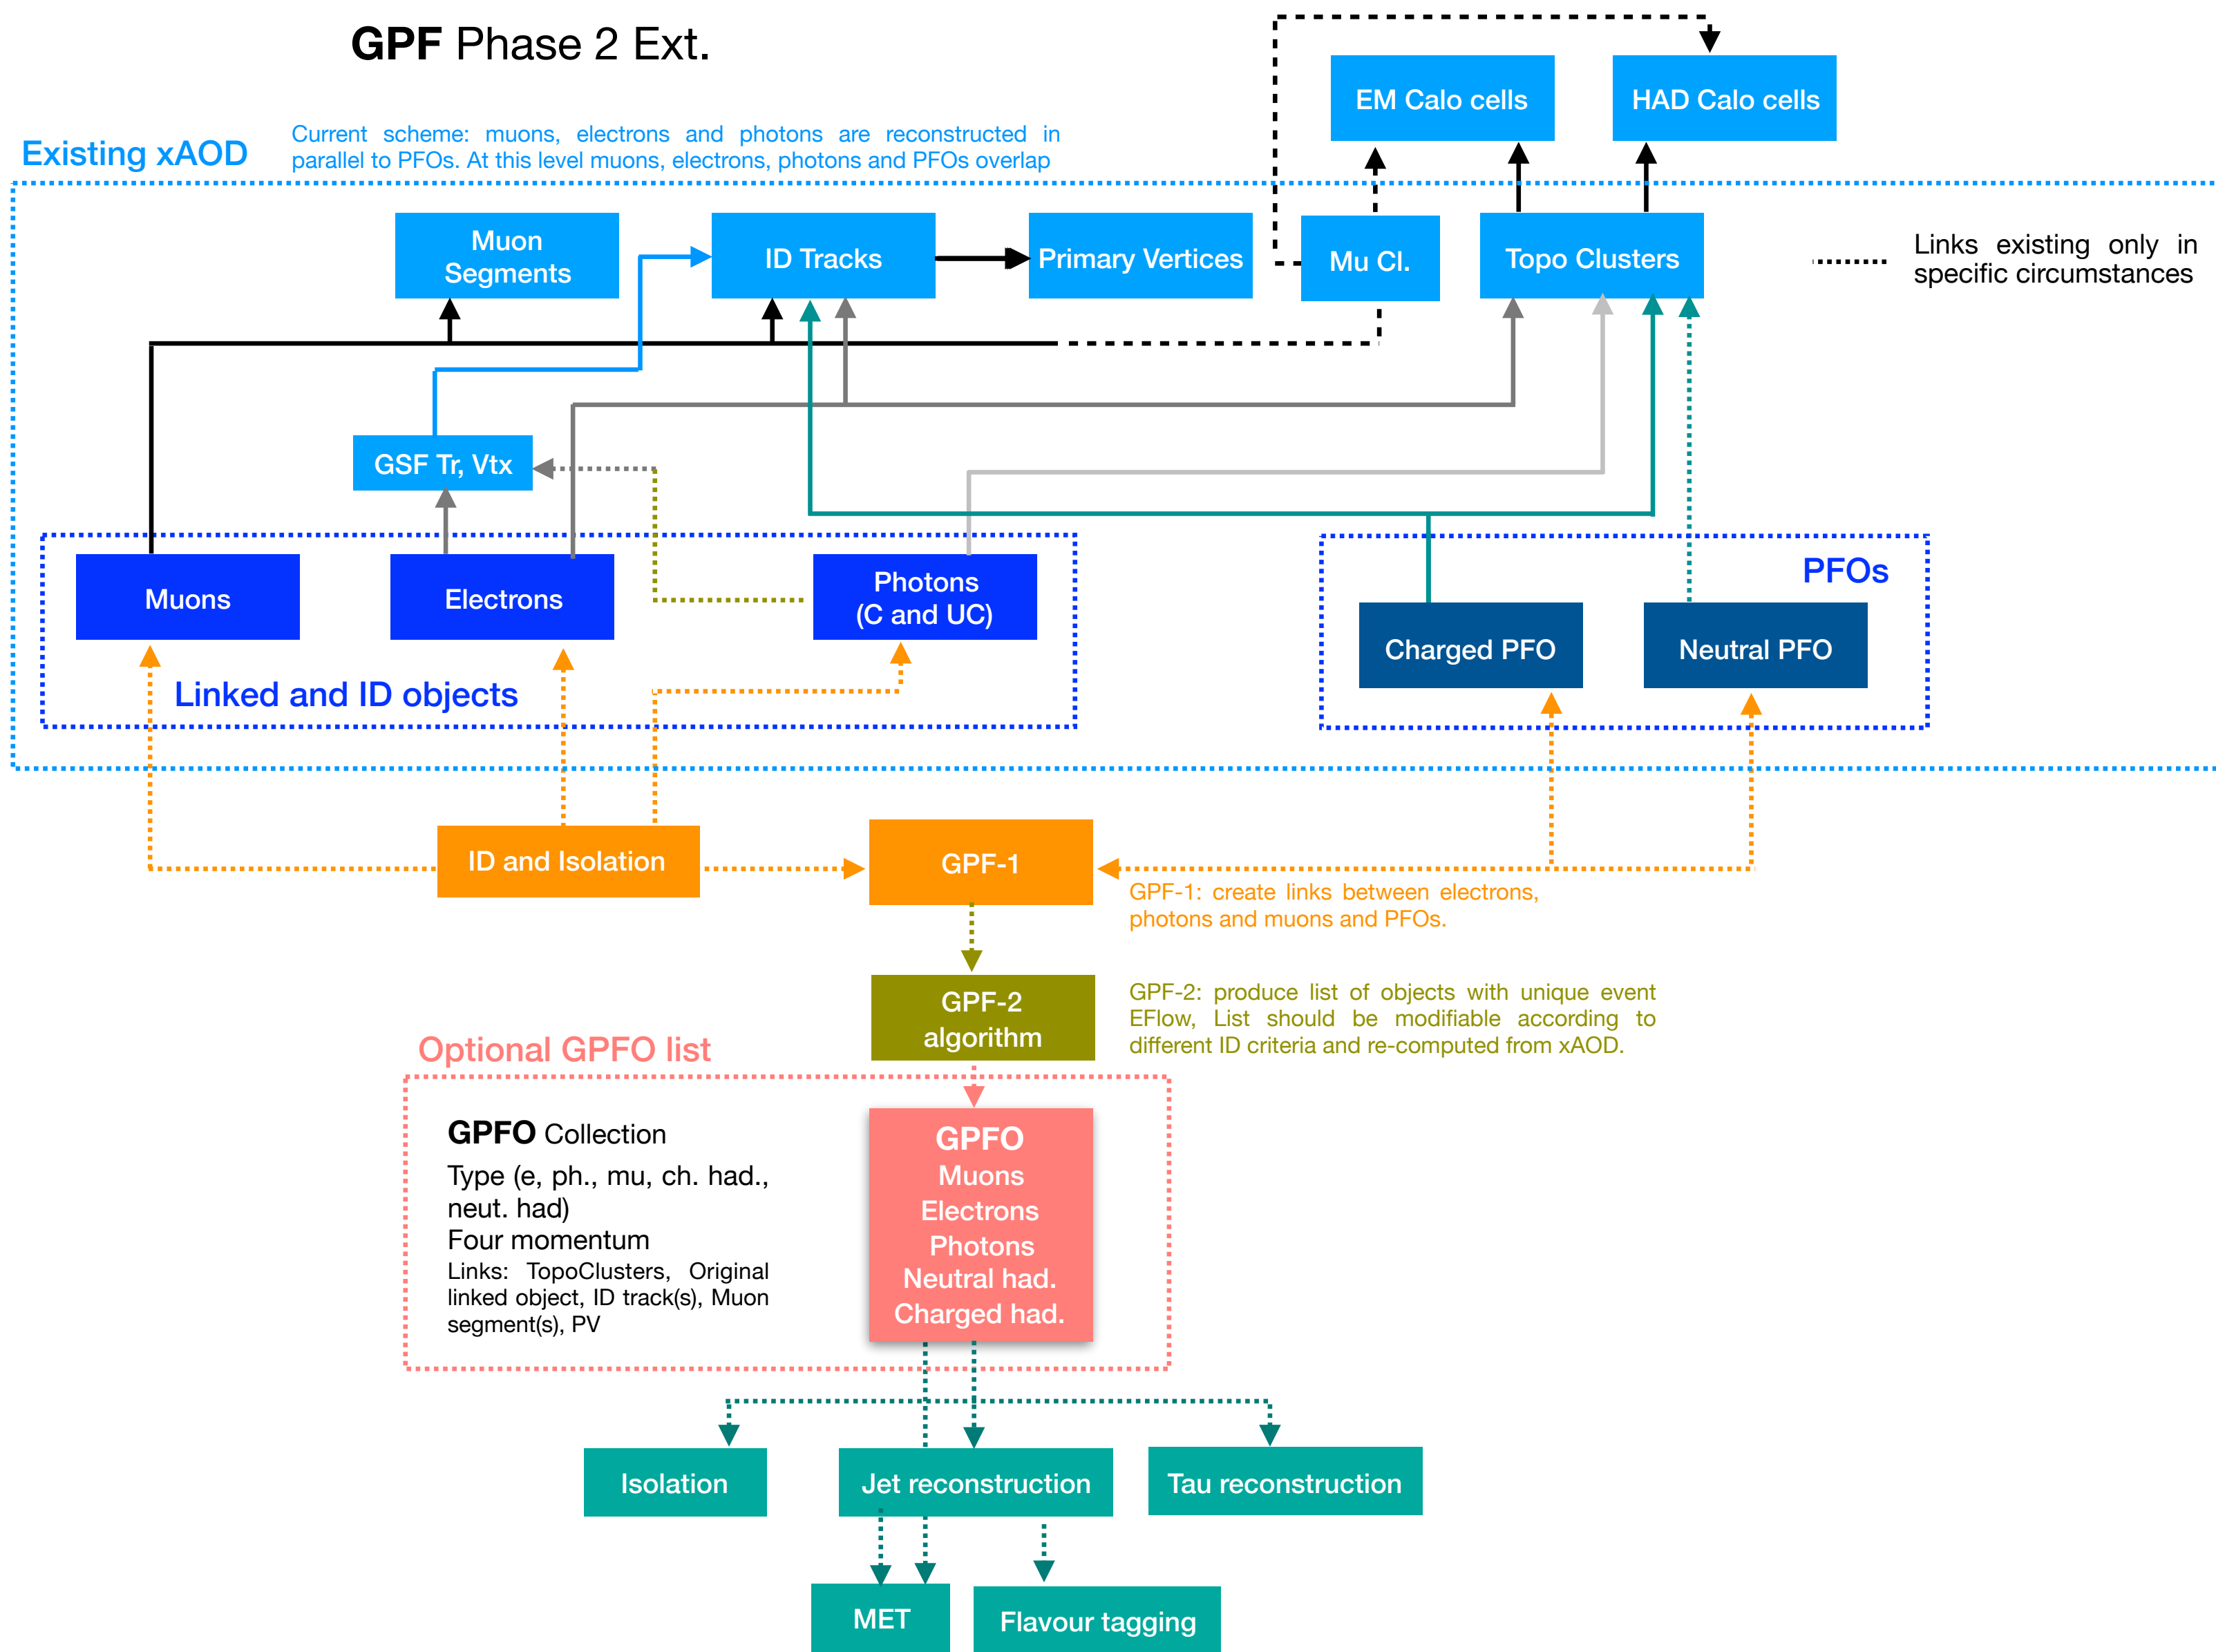 GPF Phase 2 Ext.
EM Calo cells
HAD Calo cells
Existing xAOD
Current scheme: muons, electrons and photons are reconstructed in
parallel to PFOs. At this level muons, electrons, photons and PFOs overlap
Muon
Segments
ID Tracks
Primary Vertices
Mu Cl.
Topo Clusters
Links existing only in
specific circumstances
GSF Tr, Vtx
Muons
Electrons
Photons
(C and UC)
PFOs
Charged PFO
Neutral PFO
Linked and ID objects
ID and Isolation
GPF-1
GPF-1: create links between electrons,
photons and muons and PFOs.
GPF-2
algorithm
GPF-2: produce list of objects with unique event
EFlow, List should be modifiable according to
different ID criteria and re-computed from xAOD.
Optional GPFO list
GPFO Collection
Type (e, ph., mu, ch. had.,
neut. had)
Four momentum
Links: TopoClusters, Original
linked object, ID track(s), Muon
segment(s), PV
GPFO
Muons
Electrons
Photons
Neutral had.
Charged had.
Isolation
Jet reconstruction
Tau reconstruction
MET
Flavour tagging